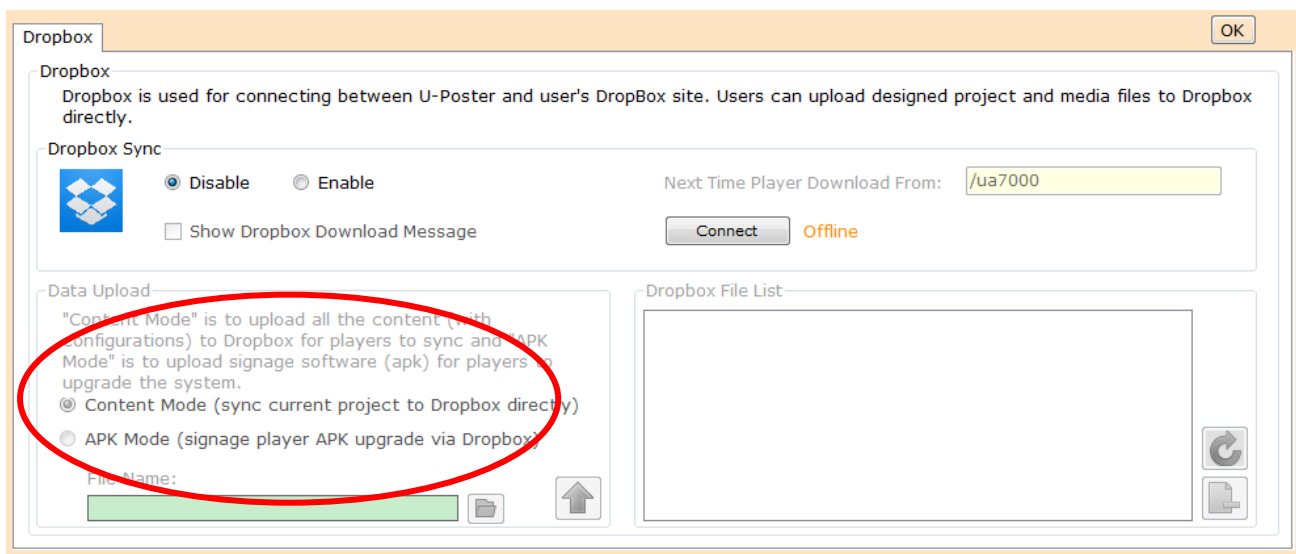 Dropbox
OK
Dropbox
Dropbox is used for connecting between U-Poster and user's DropBox site. Users can upload designed project and media files to Dropbox
directly.
Dropbox Sync
Disable Enable Next Time Player Download From: /ua7000
Show Dropbox Download Message Connect Offline
Data Upload
"Content Mode" is to upload all the content (with
configurations) to Dropbox for players to sync and "APK
Mode" is to upload signage software (apk) for players to
upgrade the system.
Content Mode (sync current project to Dropbox directly)
APK Mode (signage player APK upgrade via Dropbox)
File Name:
Dropbox File List